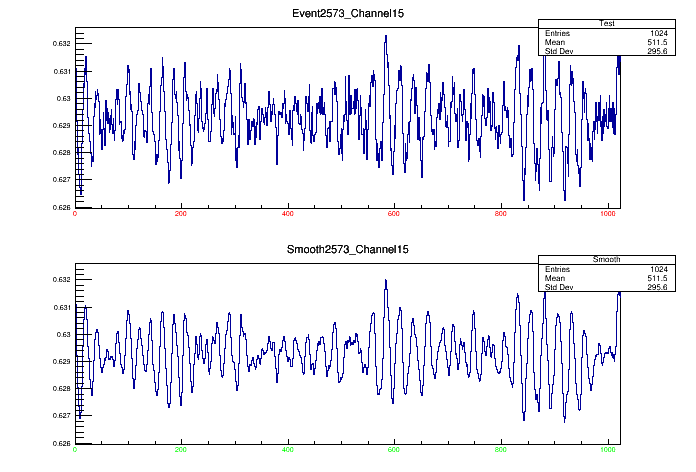 Event2573_Channel15
Test
Entries 1024
Mean 511.5
Std Dev 295.6
0.632
0.631
0.63
0.629
0.628
0.627
0.626
0 200 400 600 800 1000
Smooth2573_Channel15
Smooth
Entries 1024
Mean 511.5
Std Dev 295.6
0.632
0.631
0.63
0.629
0.628
0.627
0.626
0 200 400 600 800 1000